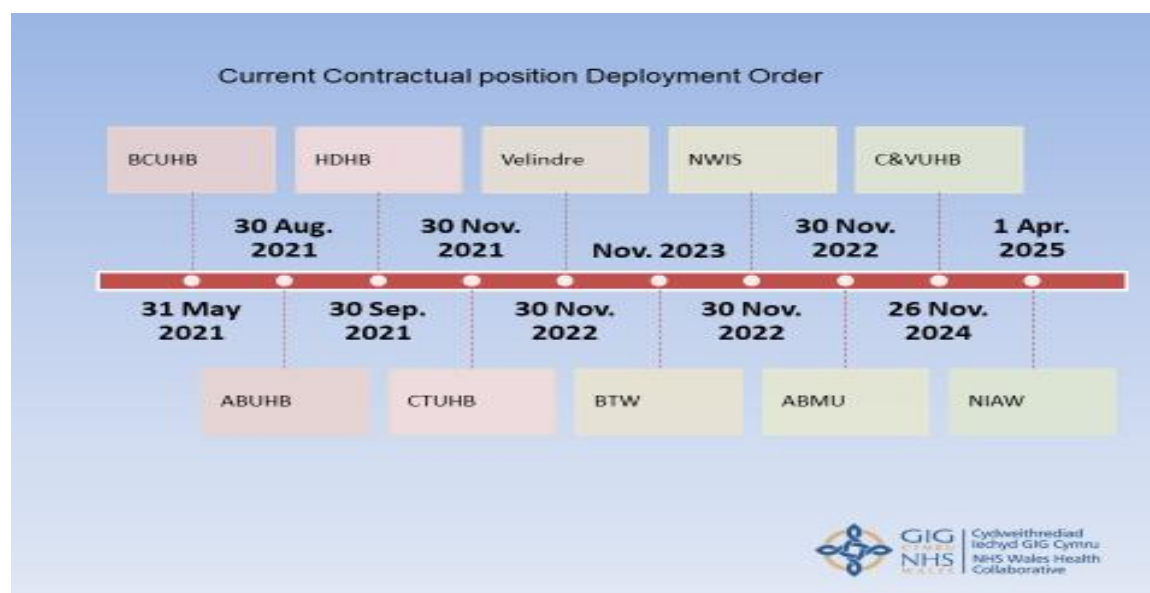 Current Contractual position Deployment Order
BCUHB
HDHB
Velindre
NWIS
C&VUHB
30 Aug.
2021
30 Nov.
2021
Nov. 2023
30 Nov.
2022
1 Apr.
2025
31 May
2021
30 Sep.
2021
30 Nov.
2022
30 Nov.
2022
26 Nov.
2024
ABUHB
CTUHB
BTW
ABMU
NIAW
GIG
CYMRU
NHS
WALES
Cydweithrediad
Iechyd GIG Cymru
NHS Wales Health
Collaborative